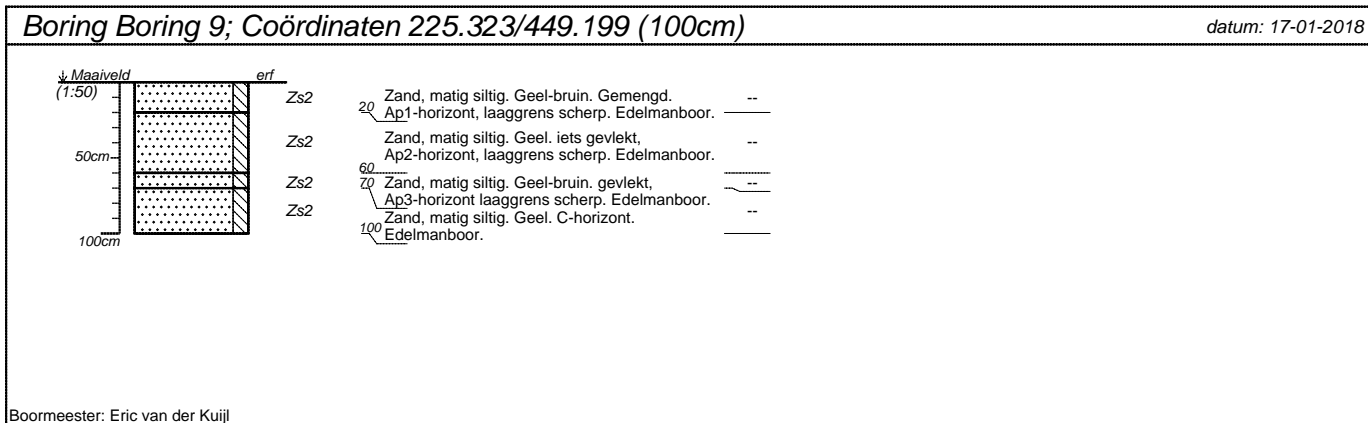 Boring Boring 9; Coördinaten 225.323/449.199 (100cm)
datum: 17-01-2018
Maaiveld
erf
(1:50)
Zs2
Zand, matig siltig. Geel-bruin. Gemengd.
--
20
Ap1-horizont, laaggrens scherp. Edelmanboor.
Zs2
Zand, matig siltig. Geel. iets gevlekt,
--
50cm
Ap2-horizont, laaggrens scherp. Edelmanboor.
60
Zs2
70
Zand, matig siltig. Geel-bruin. gevlekt,
--
Ap3-horizont laaggrens scherp. Edelmanboor.
Zs2
Zand, matig siltig. Geel. C-horizont.
--
100
Edelmanboor.
100cm
Boormeester: Eric van der Kuijl